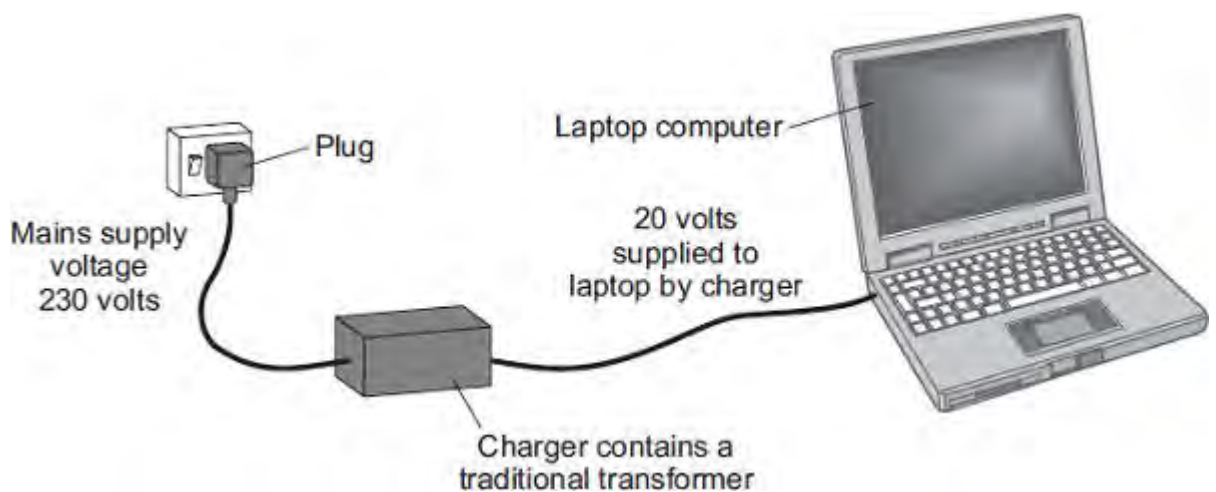 Plug
Laptop computer
Mains supply
voltage
230 volts
20 volts
supplied to
laptop by charger
Charger contains a
traditional transformer